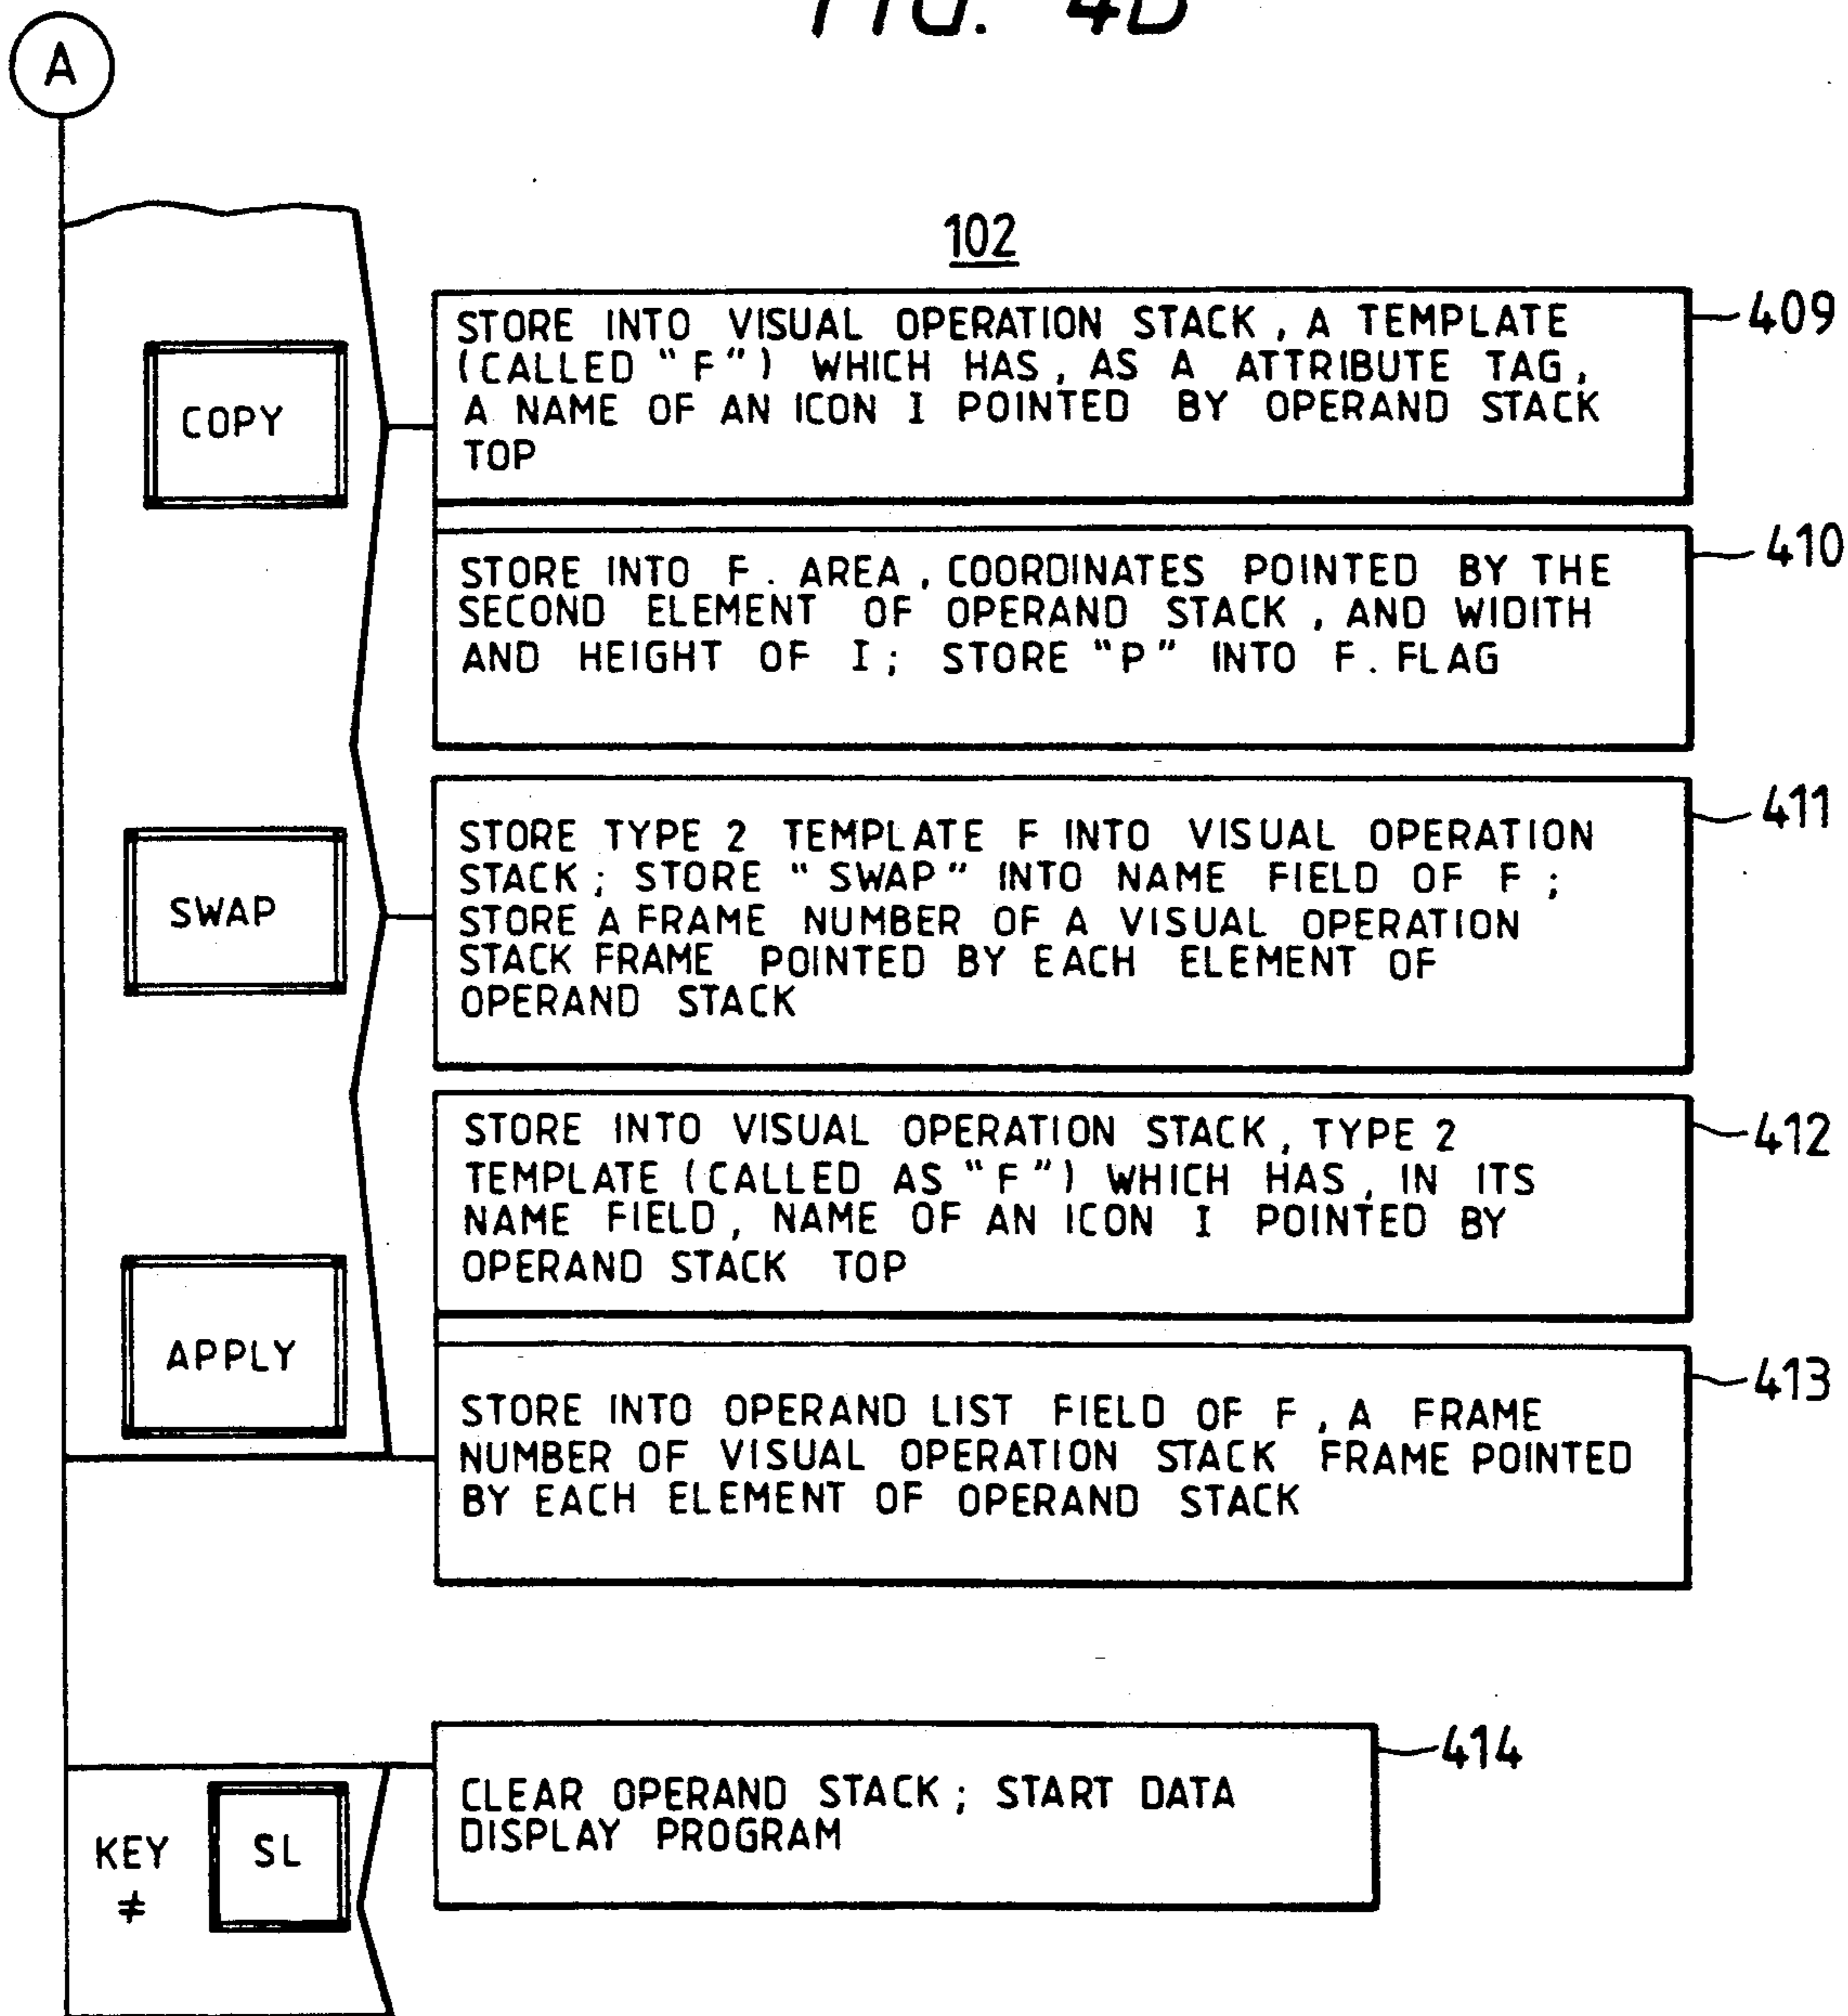 FIG. 4B
A
102
COPY
STORE INTO VISUAL OPERATION STACK, A TEMPLATE
(CALLED "F") WHICH HAS, AS A ATTRIBUTE TAG,
A NAME OF AN ICON I POINTED BY OPERAND STACK
TOP
409
STORE INTO F. AREA, COORDINATES POINTED BY THE
SECOND ELEMENT OF OPERAND STACK, AND WIDITH
AND HEIGHT OF I; STORE "P" INTO F. FLAG
410
SWAP
STORE TYPE 2 TEMPLATE F INTO VISUAL OPERATION
STACK; STORE "SWAP" INTO NAME FIELD OF F;
STORE A FRAME NUMBER OF A VISUAL OPERATION
STACK FRAME POINTED BY EACH ELEMENT OF
OPERAND STACK
411
STORE INTO VISUAL OPERATION STACK, TYPE 2
TEMPLATE (CALLED AS "F") WHICH HAS, IN ITS
NAME FIELD, NAME OF AN ICON I POINTED BY
OPERAND STACK TOP
412
APPLY
STORE INTO OPERAND LIST FIELD OF F, A FRAME
NUMBER OF VISUAL OPERATION STACK FRAME POINTED
BY EACH ELEMENT OF OPERAND STACK
413
CLEAR OPERAND STACK; START DATA
DISPLAY PROGRAM
414
KEY SL
≠